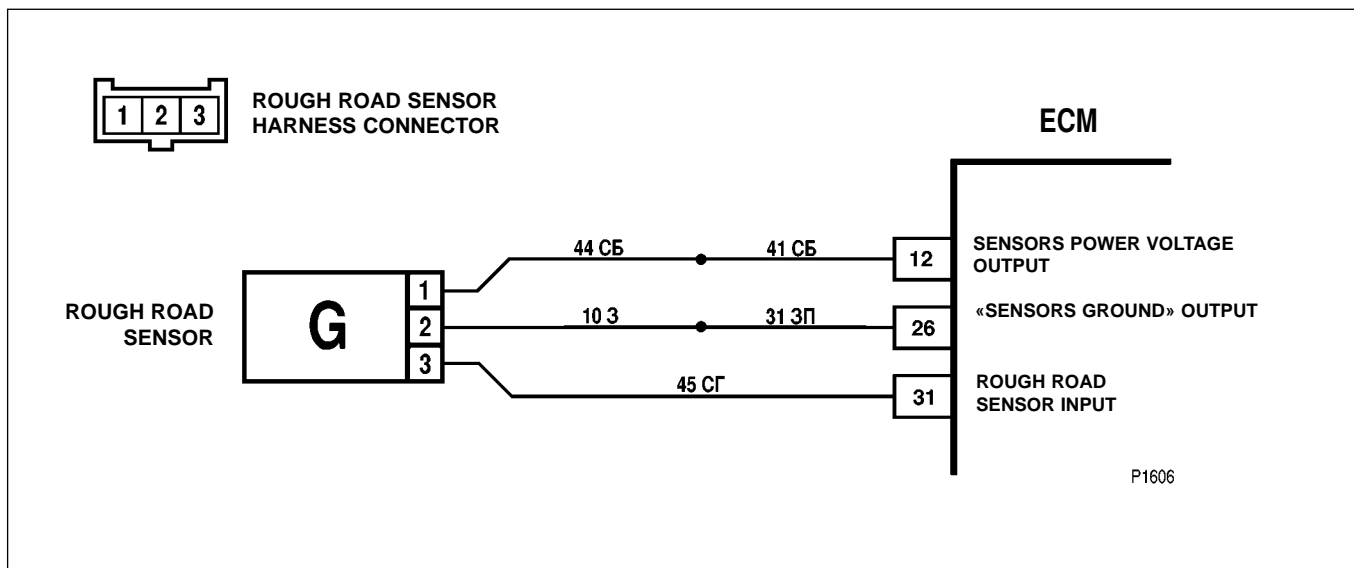 1 2 3
ROUGH ROAD SENSOR
HARNESS CONNECTOR
ECM
44 СБ
41 СБ
12
SENSORS POWER VOLTAGE
OUTPUT
ROUGH ROAD
SENSOR
G
1
2
3
10 З
31 ЗП
26
«SENSORS GROUND» OUTPUT
45 СГ
31
ROUGH ROAD
SENSOR INPUT
P1606